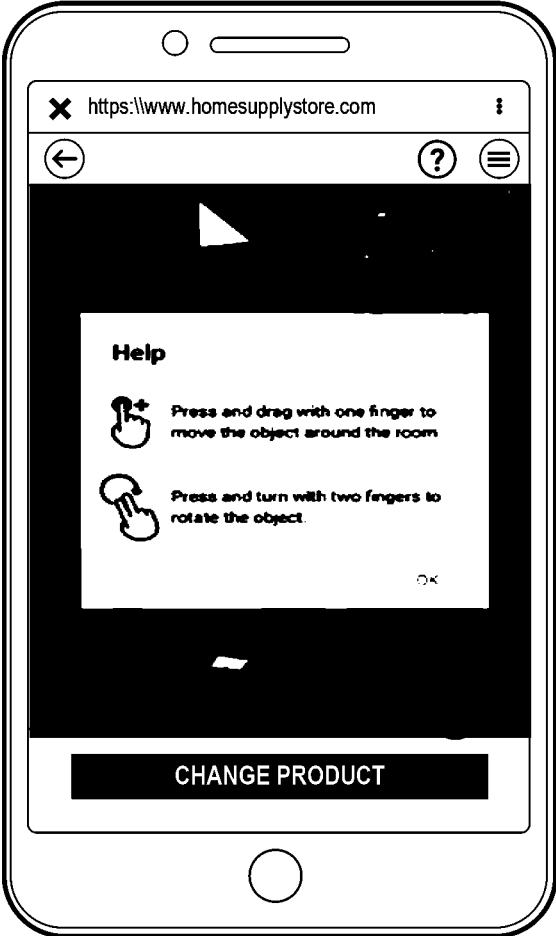 https:\\www.homesupplystore.com
?
Help
Press and drag with one finger to
move the object around the room
Press and turn with two fingers to
rotate the object.
OK
CHANGE PRODUCT